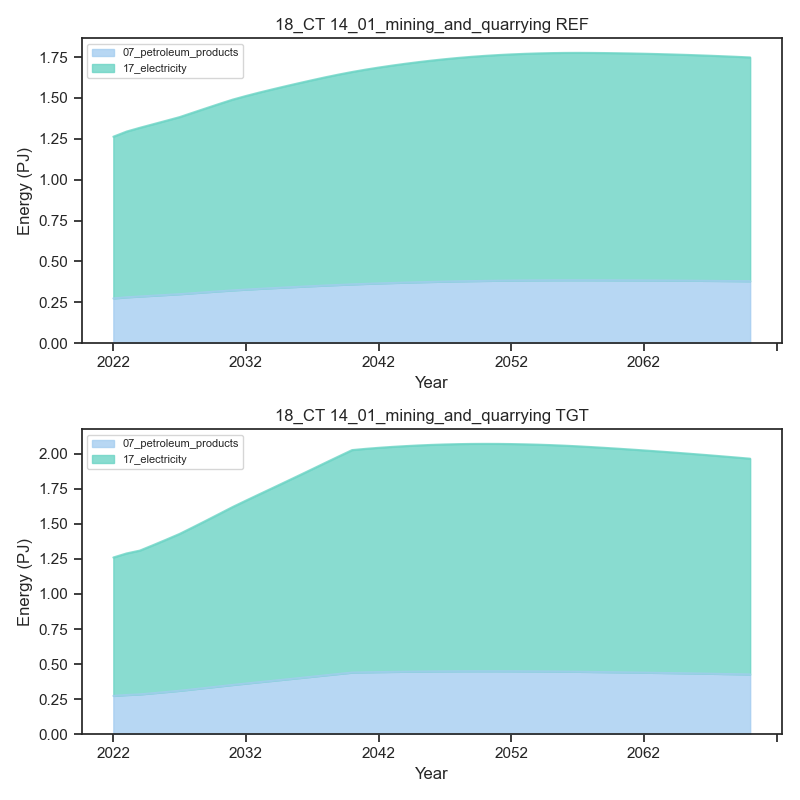 18_CT 14_01_mining_and_quarrying REF
07_petroleum_products
17_electricity
1.75
1.50
1.25
1.00
0.75
0.50
0.25
0.00
Energy (PJ)
2022 2032 2042 2052 2062
Year
18_CT 14_01_mining_and_quarrying TGT
07_petroleum_products
17_electricity
2.00
1.75
1.50
1.25
1.00
0.75
0.50
0.25
0.00
Energy (PJ)
2022 2032 2042 2052 2062
Year